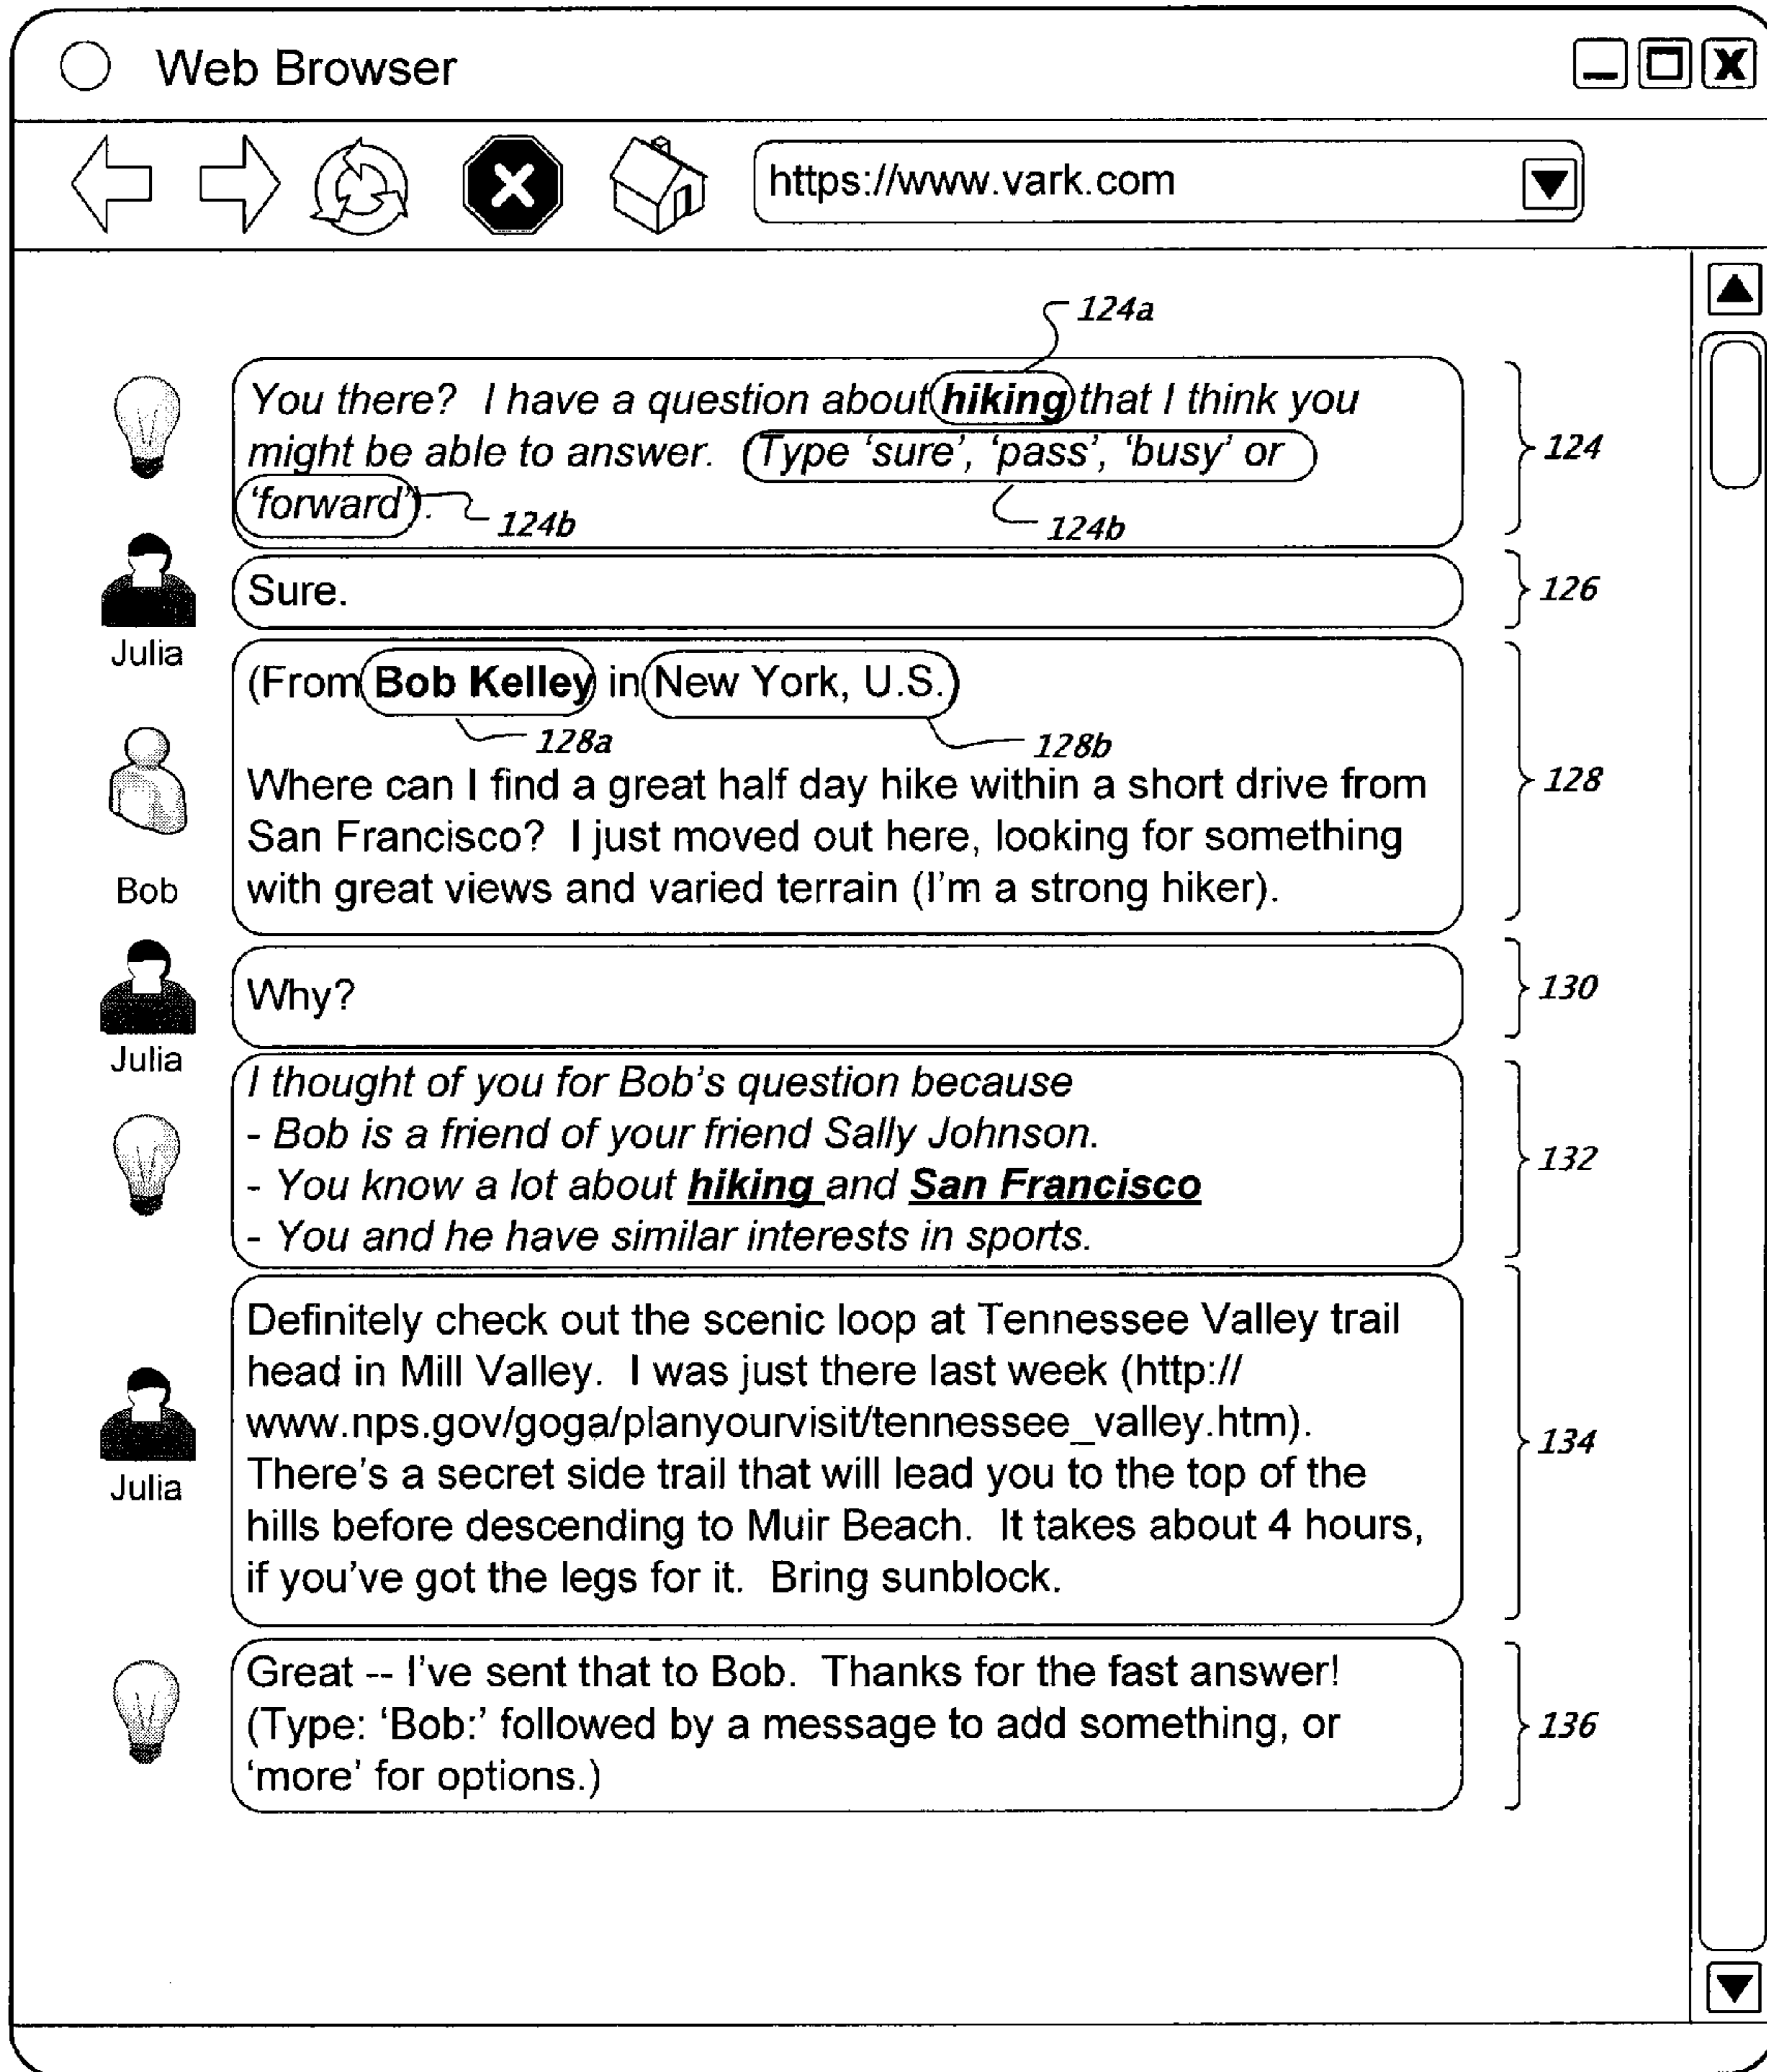 Web Browser
https://www.vark.com
124a
You there? I have a question about hiking that I think you
might be able to answer. (Type 'sure', 'pass', 'busy' or
'forward').
124b
124b
124
Julia
Sure.
126
(From Bob Kelley in New York, U.S.)
128a
128b
Where can I find a great half day hike within a short drive from
San Francisco? I just moved out here, looking for something
with great views and varied terrain (I'm a strong hiker).
128
Bob
Why?
130
Julia
I thought of you for Bob's question because
- Bob is a friend of your friend Sally Johnson.
- You know a lot about hiking and San Francisco
- You and he have similar interests in sports.
132
Definitely check out the scenic loop at Tennessee Valley trail
head in Mill Valley. I was just there last week (http://
www.nps.gov/goga/planyourvisit/tennessee_valley.htm).
There's a secret side trail that will lead you to the top of the
hills before descending to Muir Beach. It takes about 4 hours,
if you've got the legs for it. Bring sunblock.
134
Julia
Great -- I've sent that to Bob. Thanks for the fast answer!
(Type: 'Bob:' followed by a message to add something, or
'more' for options.)
136